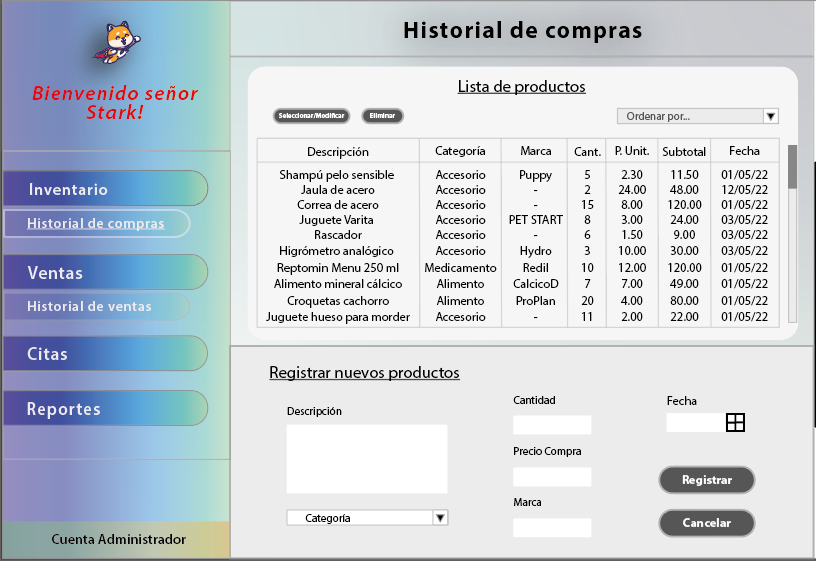 Bienvenido señor
Stark!
Inventario
Historial de compras
Ventas
Historial de ventas
Citas
Reportes
Cuenta Administrador
Historial de compras
Lista de productos
Seleccionar/Modificar Eliminar Ordenar por...
Descripción Categoría Marca Cant. P. Unit. Subtotal Fecha
Shampú pelo sensible Accesorio Puppy 5 2.30 11.50 01/05/22
Jaula de acero Accesorio - 2 24.00 48.00 12/05/22
Correa de acero Accesorio - 15 8.00 120.00 01/05/22
Juguete Varita Accesorio PET START 8 3.00 24.00 03/05/22
Rascador Accesorio - 6 1.50 9.00 03/05/22
Higrómetro analógico Accesorio Hydro 3 10.00 30.00 03/05/22
Reptomin Menu 250 ml Medicamento Redil 10 12.00 120.00 01/05/22
Alimento mineral cálcico Alimento CalcicoD 7 7.00 49.00 01/05/22
Croquetas cachorro Alimento ProPlan 20 4.00 80.00 01/05/22
Juguete hueso para morder Accesorio - 11 2.00 22.00 01/05/22
Registrar nuevos productos
Descripción
Categoría
Cantidad
Precio Compra
Marca
Fecha
Registrar
Cancelar